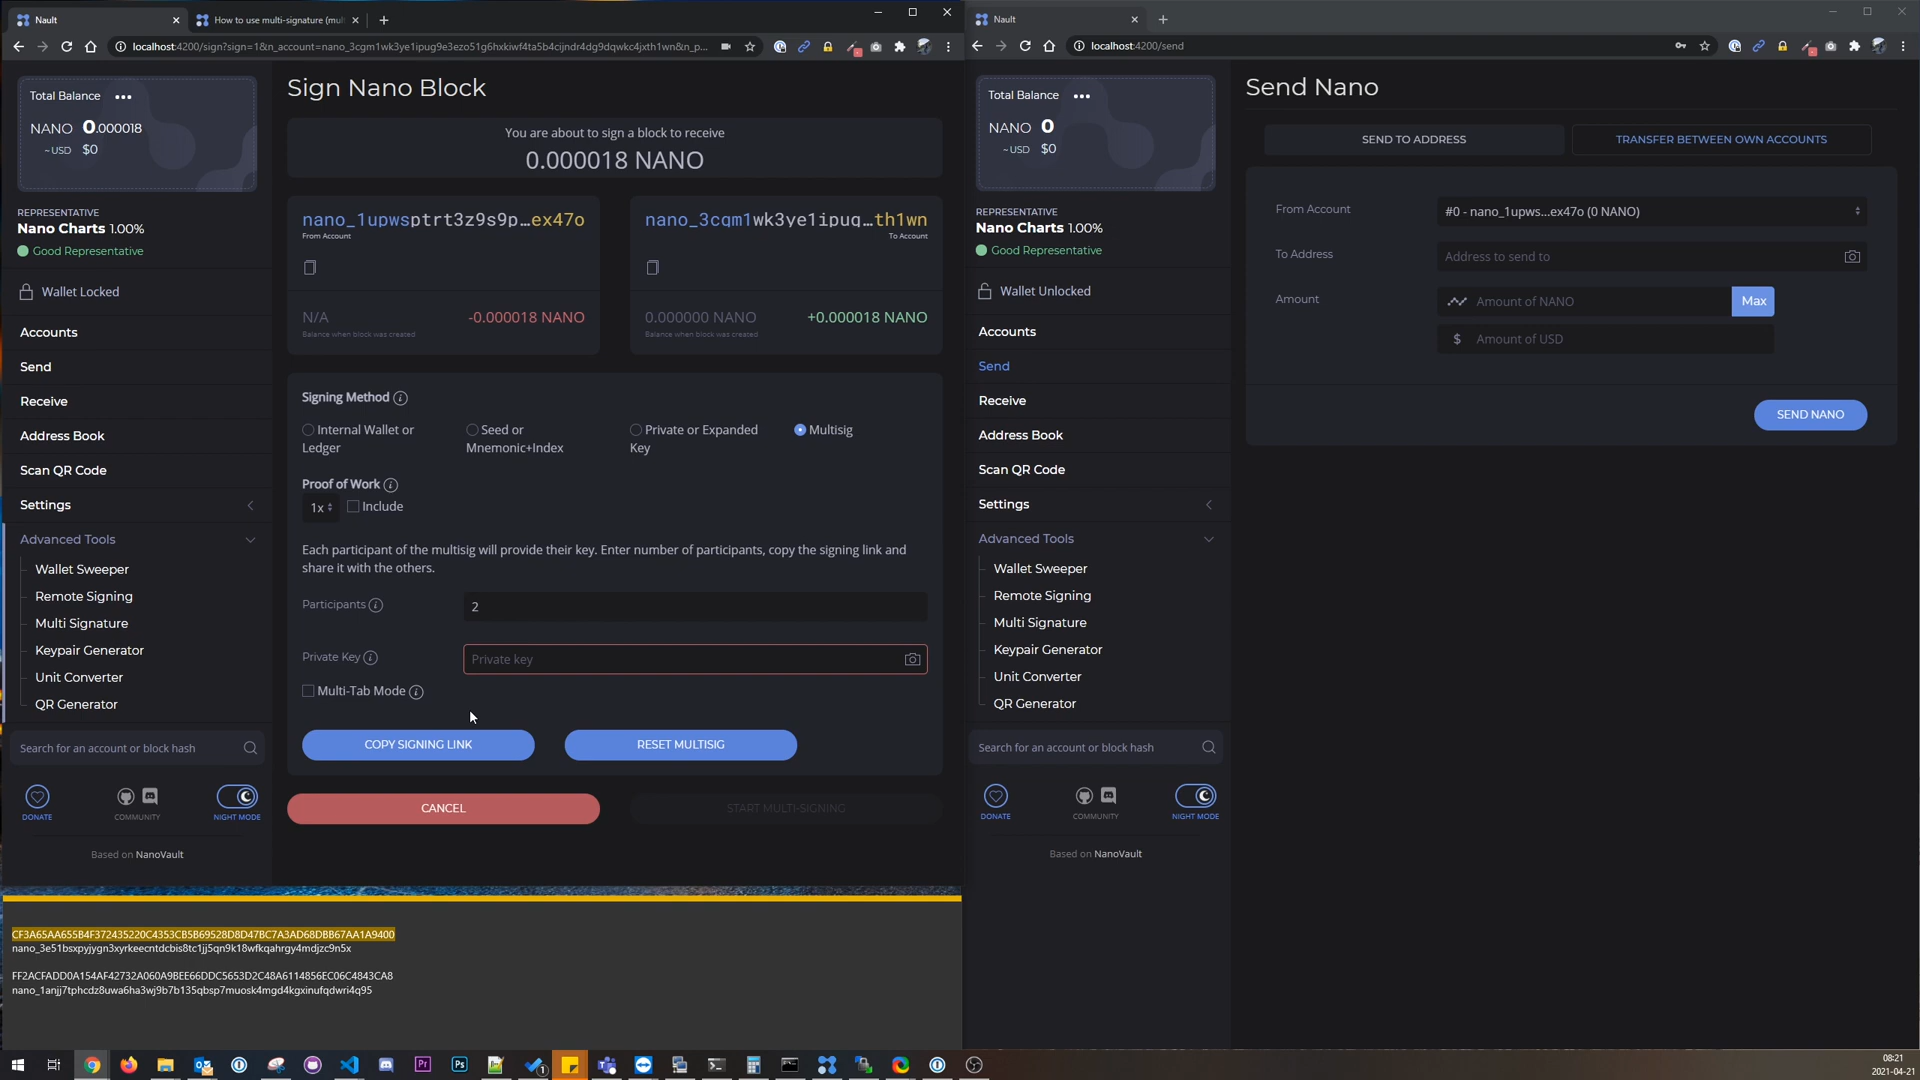 Nault
How to use multi-signature (mul
localhost:4200/sign?sign=1&n_account=nano_3cgm1wk3ye1ipug9e3ezo51g6hxkiwf4ta5b4cijndr4dg9dqwkc4jxth1wn&n_p...
Total Balance
NANO 0.000018
~USD $0
REPRESENTATIVE
Nano Charts 1.00%
Good Representative
Wallet Locked
Accounts
Send
Receive
Address Book
Scan QR Code
Settings
Advanced Tools
Wallet Sweeper
Remote Signing
Multi Signature
Keypair Generator
Unit Converter
QR Generator
Search for an account or block hash
DONATE
COMMUNITY
NIGHT MODE
Based on NanoVault
Sign Nano Block
You are about to sign a block to receive
0.000018 NANO
nano_1upwsptrt3z9s9p…ex47o
From Account
N/A
-0.000018 NANO
Balance when block was created
nano_3cgm1wk3ye1ipug…th1wn
To Account
0.000000 NANO
+0.000018 NANO
Balance when block was created
Signing Method
Internal Wallet or
Ledger
Seed or
Mnemonic+Index
Private or Expanded
Key
Multisig
Proof of Work
1x
Include
Each participant of the multisig will provide their key. Enter number of participants, copy the signing link and
share it with the others.
Participants
2
Private Key
Private key
Multi-Tab Mode
COPY SIGNING LINK
RESET MULTISIG
CANCEL
START MULTI-SIGNING
CF3A65AA655B4F372435220C4353CB5B69528D8D47BC7A3AD68DBB67AA1A9400
nano_3e51bsxpyjygn3xyrkeecntdcbis8tc1jj5qn9k18wfkqahrgy4mdjzc9n5x
FF2ACFADD0A154AF42732A060A9BEE66DDC5653D2C48A6114856EC06C4843CA8
nano_1anjj7tphcdz8uwa6ha3wj9b7b135qbsp7muosk4mgd4kgxinufqdwri4q95
Nault
localhost:4200/send
Total Balance
NANO 0
~USD $0
REPRESENTATIVE
Nano Charts 1.00%
Good Representative
Wallet Unlocked
Accounts
Send
Receive
Address Book
Scan QR Code
Settings
Advanced Tools
Wallet Sweeper
Remote Signing
Multi Signature
Keypair Generator
Unit Converter
QR Generator
Search for an account or block hash
DONATE
COMMUNITY
NIGHT MODE
Based on NanoVault
Send Nano
SEND TO ADDRESS
TRANSFER BETWEEN OWN ACCOUNTS
From Account
#0 - nano_1upws...ex47o (0 NANO)
To Address
Address to send to
Amount
Amount of NANO
Max
$ Amount of USD
SEND NANO
Pr
Ps
1
08:21
2021-04-21